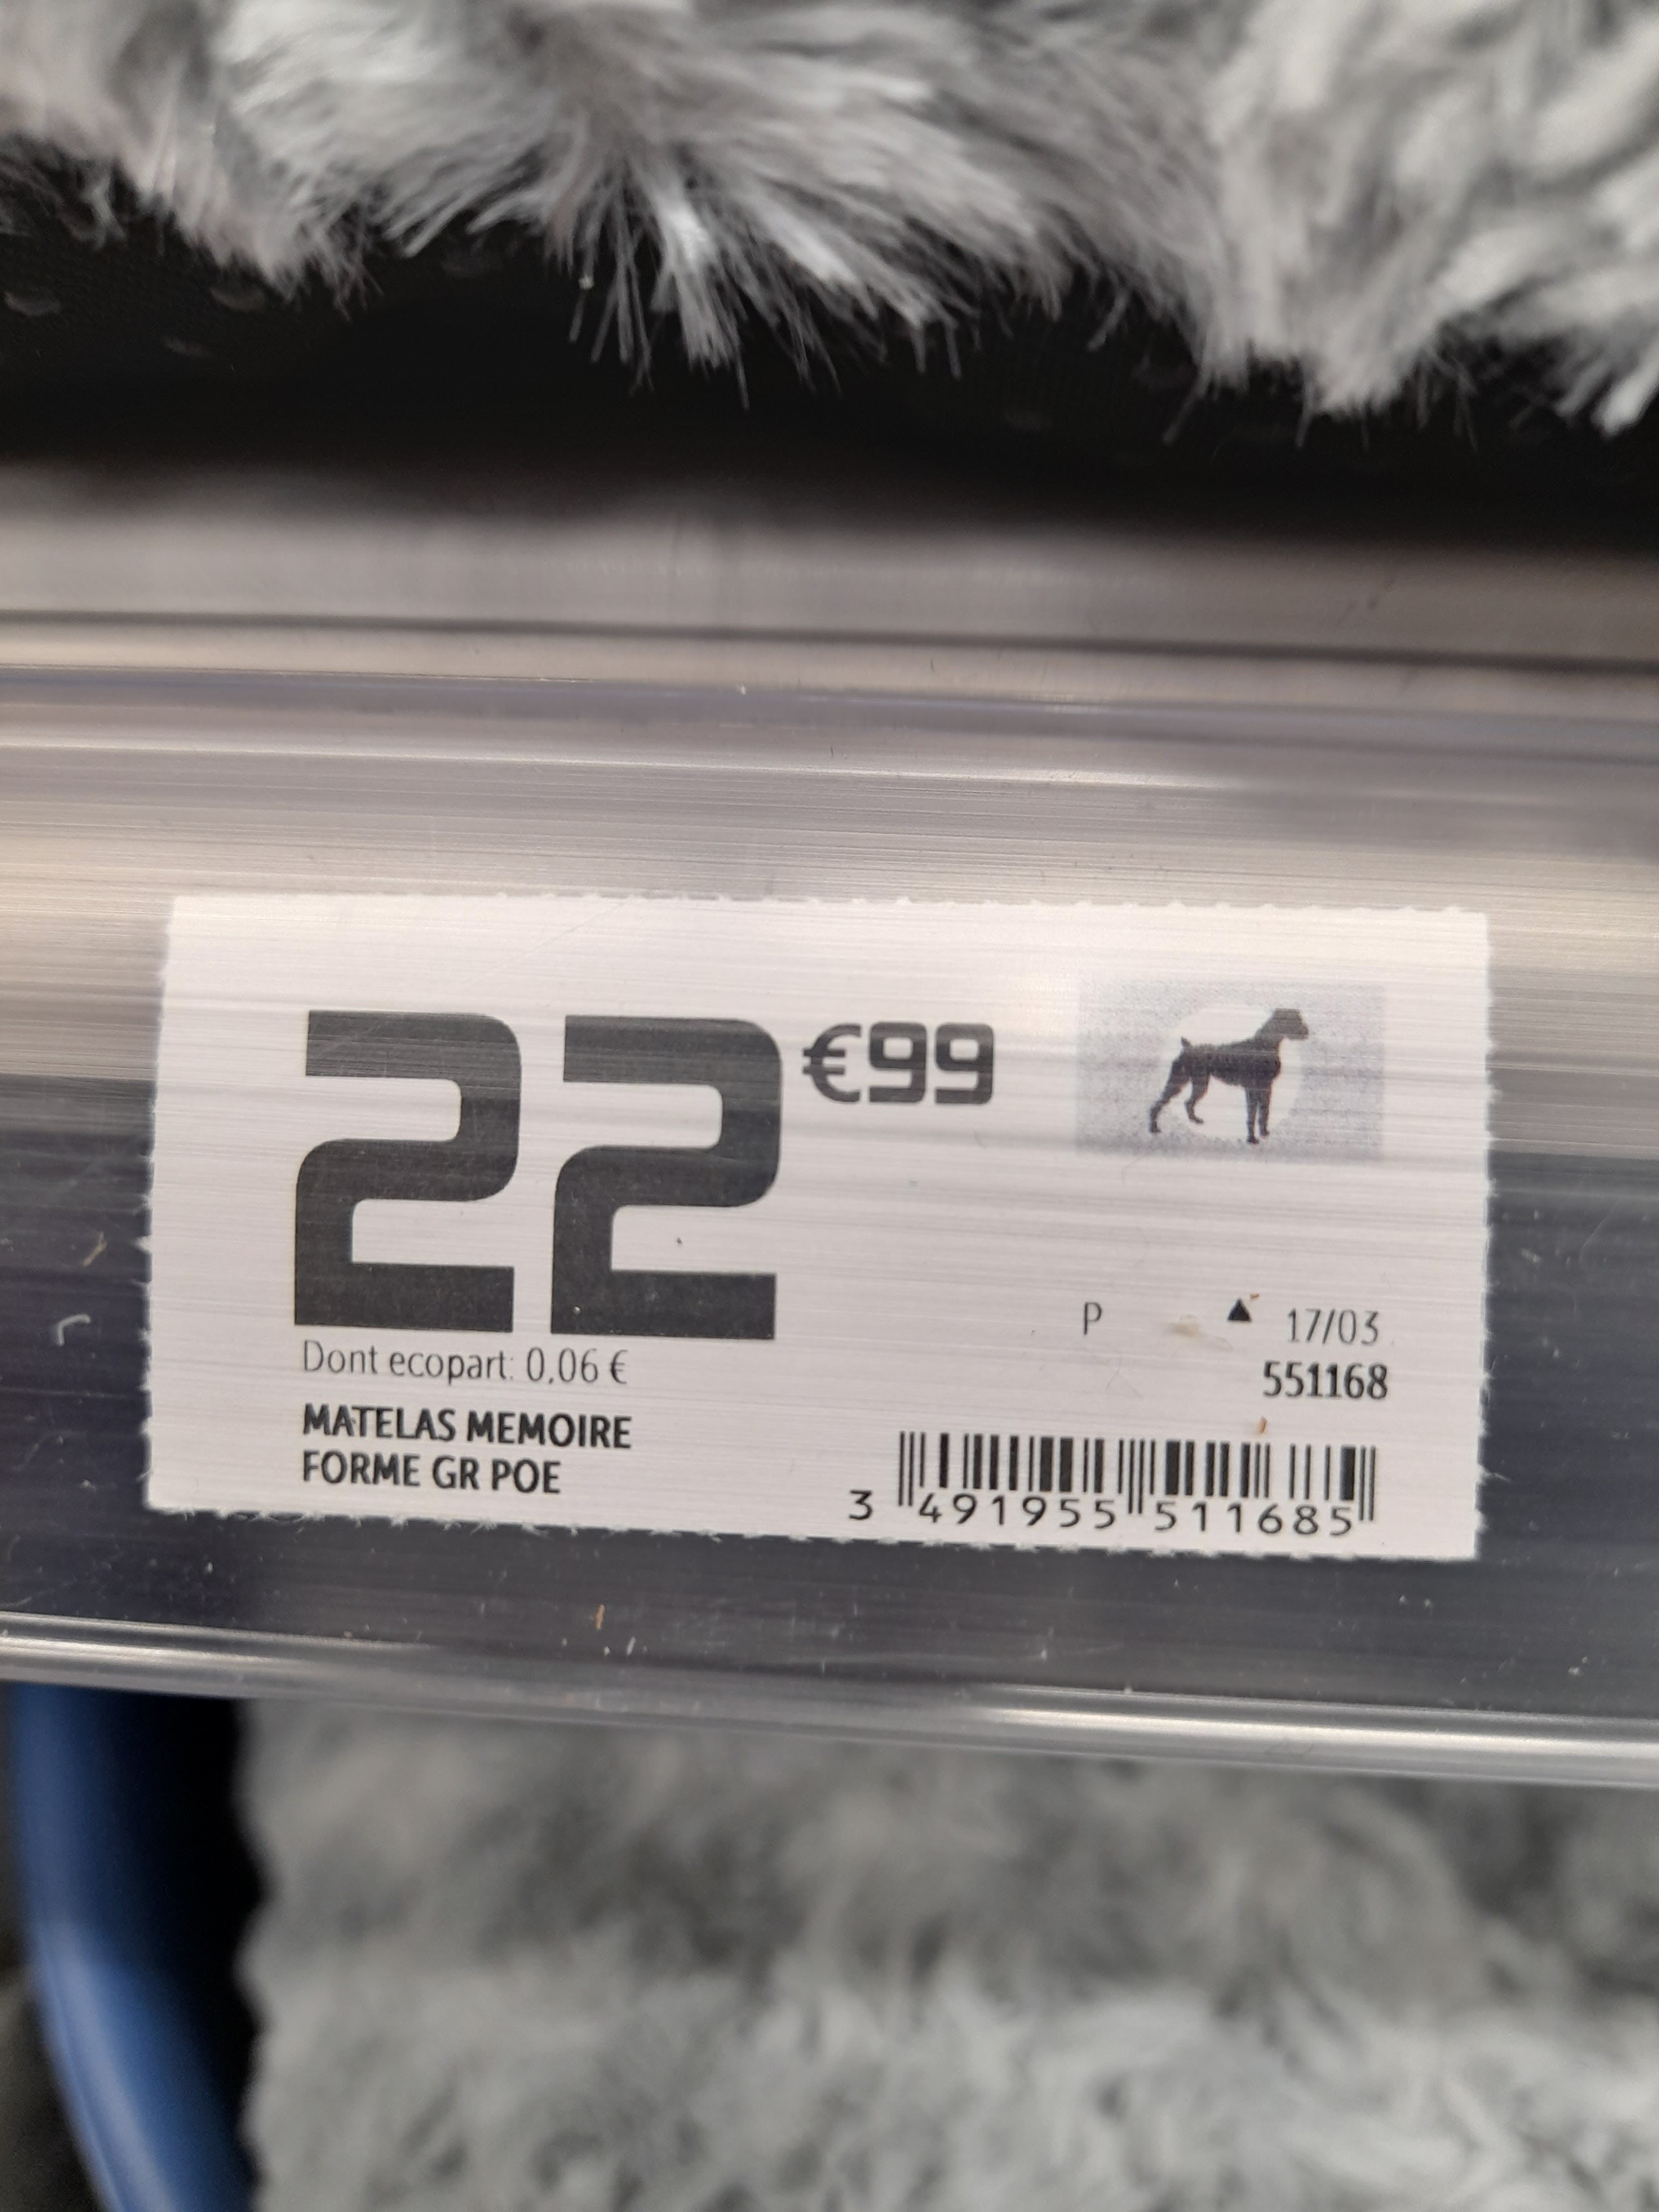 22€99
Dont ecopart: 0,06 €
MATELAS MEMOIRE
FORME GR POE
P ▲ 17/03
551168
3 491955 511685